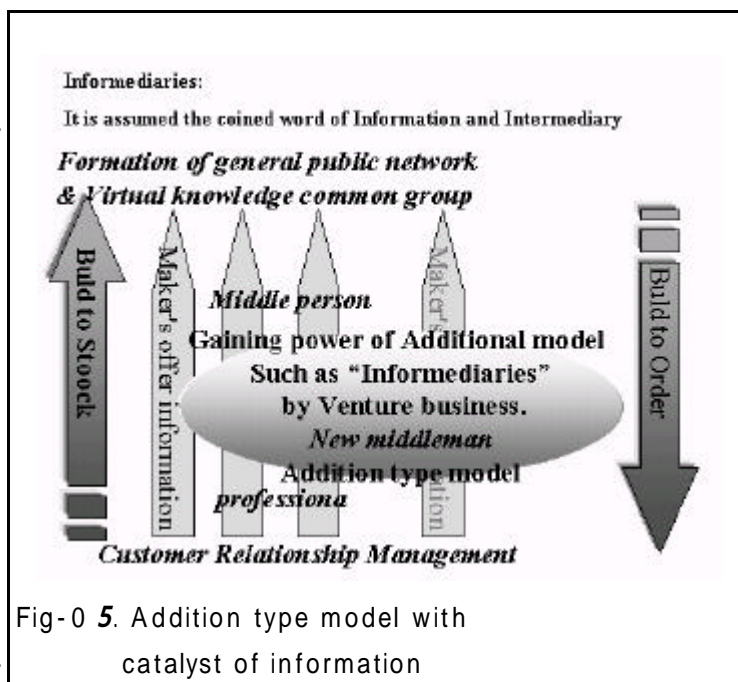 Informediaries:
It is assumed the coined word of Information and Intermediary
Formation of general public network
& Virtual knowledge common group
Buld to Stoock
Maker's offer information
Maker's
ation
Middle person
Gaining power of Additional model
Such as “Informediaries”
by Venture business.
New middleman
Addition type model
professiona
Customer Relationship Management
Buld to Order
Fig-0 5. Addition type model with
catalyst of information